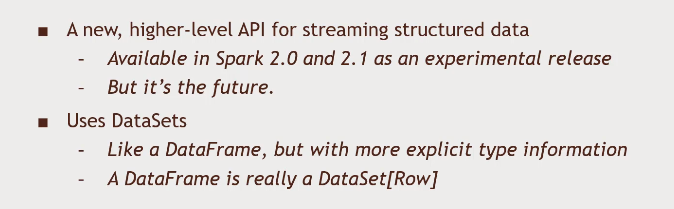 ■ A new, higher-level API for streaming structured data
– Available in Spark 2.0 and 2.1 as an experimental release
– But it's the future.
■ Uses DataSets
– Like a DataFrame, but with more explicit type information
– A DataFrame is really a DataSet[Row]